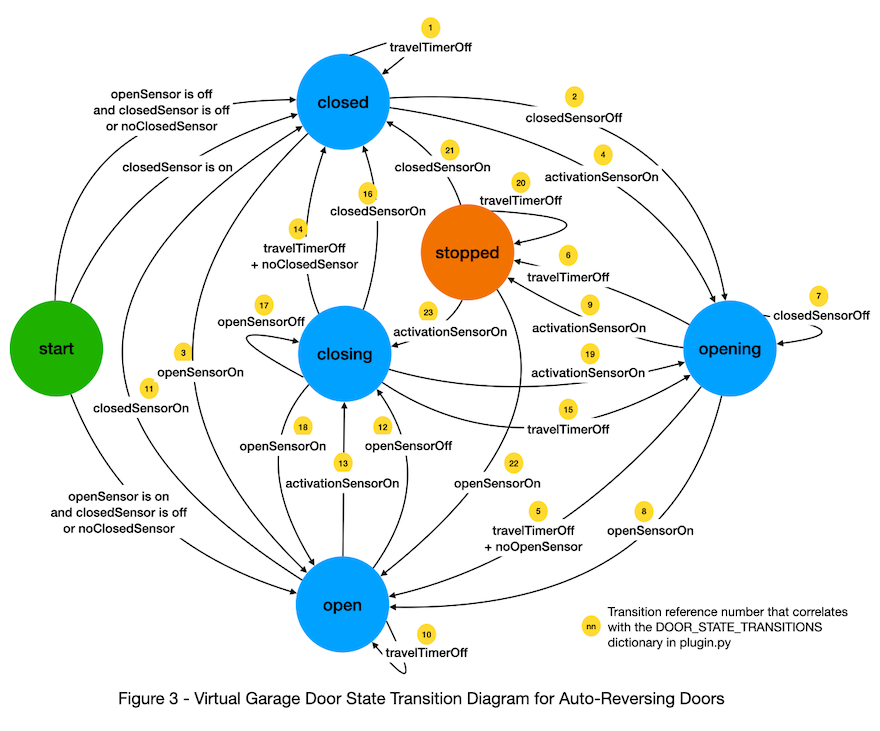 1
travelTimerOff
openSensor is off
and closedSensor is off
or noClosedSensor
closed
2
closedSensorOff
closedSensor is on
21
closedSensorOn
4
activationSensorOn
16
closedSensorOn
20
travelTimerOff
14
travelTimerOff
+ noClosedSensor
stopped
6
travelTimerOff
17
openSensorOff
23
activationSensorOn
9
activationSensorOn
7
closedSensorOff
start
closing
opening
3
openSensorOn
19
activationSensorOn
11
closedSensorOn
15
travelTimerOff
18
openSensorOn
12
openSensorOff
13
activationSensorOn
22
openSensorOn
openSensor is on
and closedSensor is off
or noClosedSensor
5
travelTimerOff
+ noOpenSensor
8
openSensorOn
open
10
travelTimerOff
nn
Transition reference number that correlates
with the DOOR_STATE_TRANSITIONS
dictionary in plugin.py
Figure 3 - Virtual Garage Door State Transition Diagram for Auto-Reversing Doors